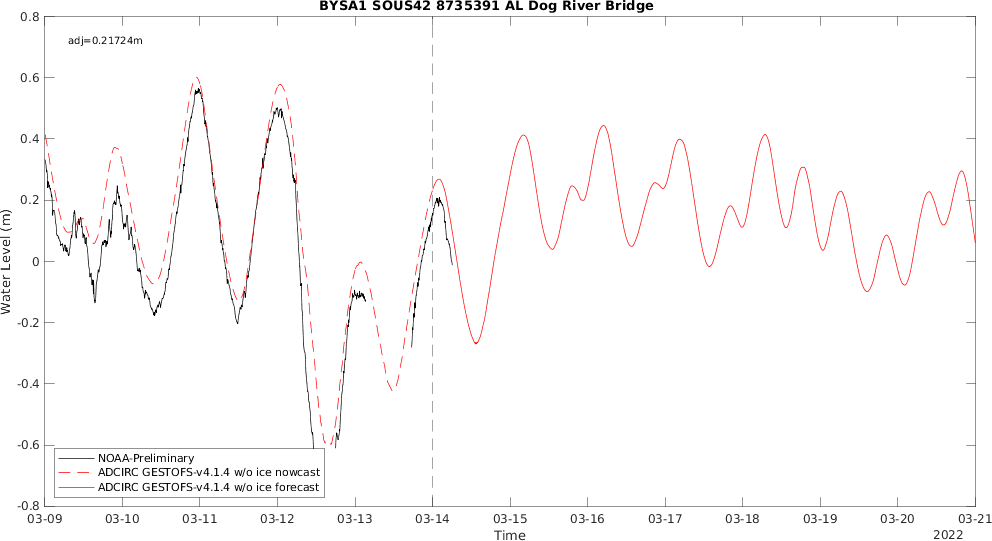 BYSA1 SOUS42 8735391 AL Dog River Bridge
adj=0.21724m
Water Level (m)
0.8
0.6
0.4
0.2
0
-0.2
-0.4
-0.6
-0.8
NOAA-Preliminary
ADCIRC GESTOFS-v4.1.4 w/o ice nowcast
ADCIRC GESTOFS-v4.1.4 w/o ice forecast
03-09 03-10 03-11 03-12 03-13 03-14 03-15 03-16 03-17 03-18 03-19 03-20 03-21
Time
2022